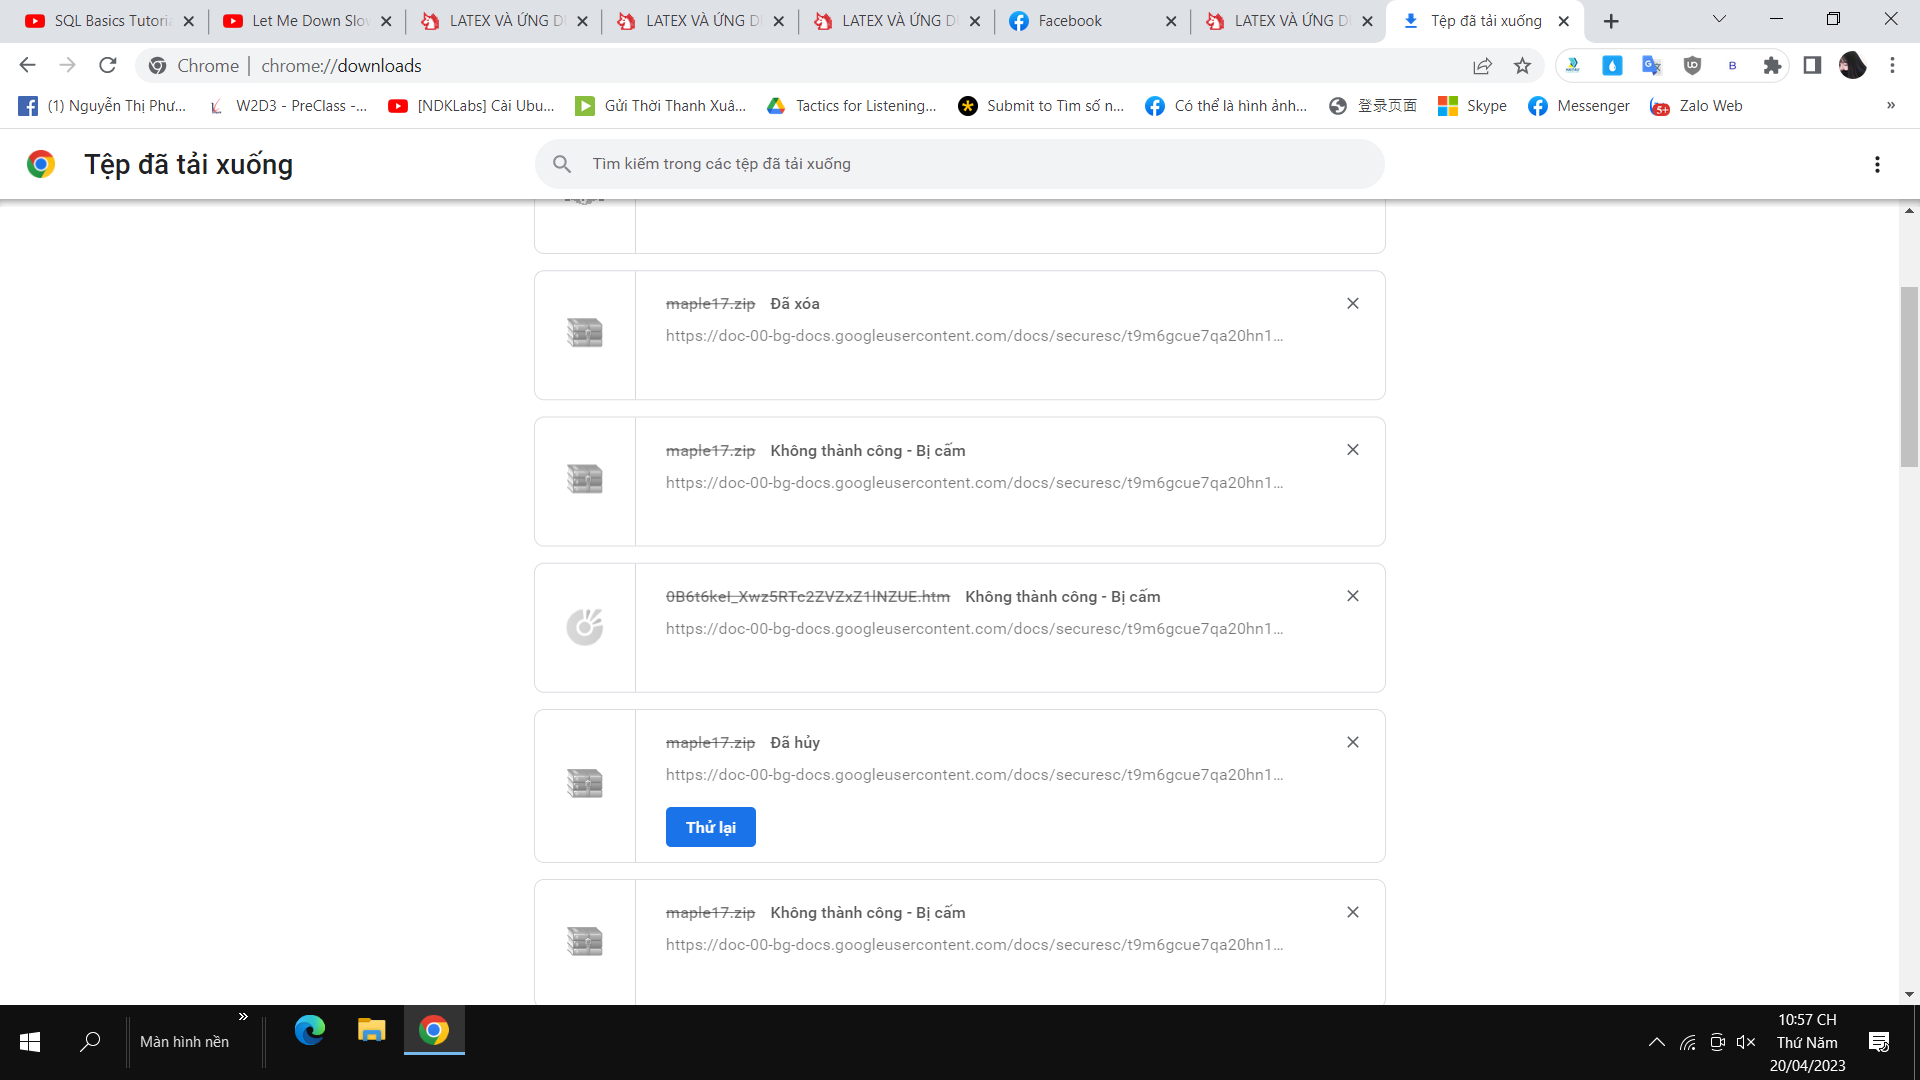 SQL Basics Tutoria
Let Me Down Slo
LATEX VÀ ỨNG D
LATEX VÀ ỨNG D
LATEX VÀ ỨNG D
Facebook
LATEX VÀ ỨNG D
Tệp đã tải xuống
Chrome | chrome://downloads
(1) Nguyễn Thị Phư...
W2D3 - PreClass -...
[NDKLabs] Cài Ubu...
Gửi Thời Thanh Xuâ...
Tactics for Listening...
Submit to Tìm số n...
Có thể là hình ảnh...
登录页面
Skype
Messenger
Zalo Web
»
Tệp đã tải xuống
Tìm kiếm trong các tệp đã tải xuống
maple17.zip Đã xóa
https://doc-00-bg-docs.googleusercontent.com/docs/securesc/t9m6gcue7qa20hn1...
maple17.zip Không thành công - Bị cấm
https://doc-00-bg-docs.googleusercontent.com/docs/securesc/t9m6gcue7qa20hn1...
0B6t6keI_Xwz5RTc2ZVZxZ1lNZUE.htm Không thành công - Bị cấm
https://doc-00-bg-docs.googleusercontent.com/docs/securesc/t9m6gcue7qa20hn1...
maple17.zip Đã hủy
https://doc-00-bg-docs.googleusercontent.com/docs/securesc/t9m6gcue7qa20hn1...
Thử lại
maple17.zip Không thành công - Bị cấm
https://doc-00-bg-docs.googleusercontent.com/docs/securesc/t9m6gcue7qa20hn1...
Màn hình nền
»
10:57 CH
Thứ Năm
20/04/2023